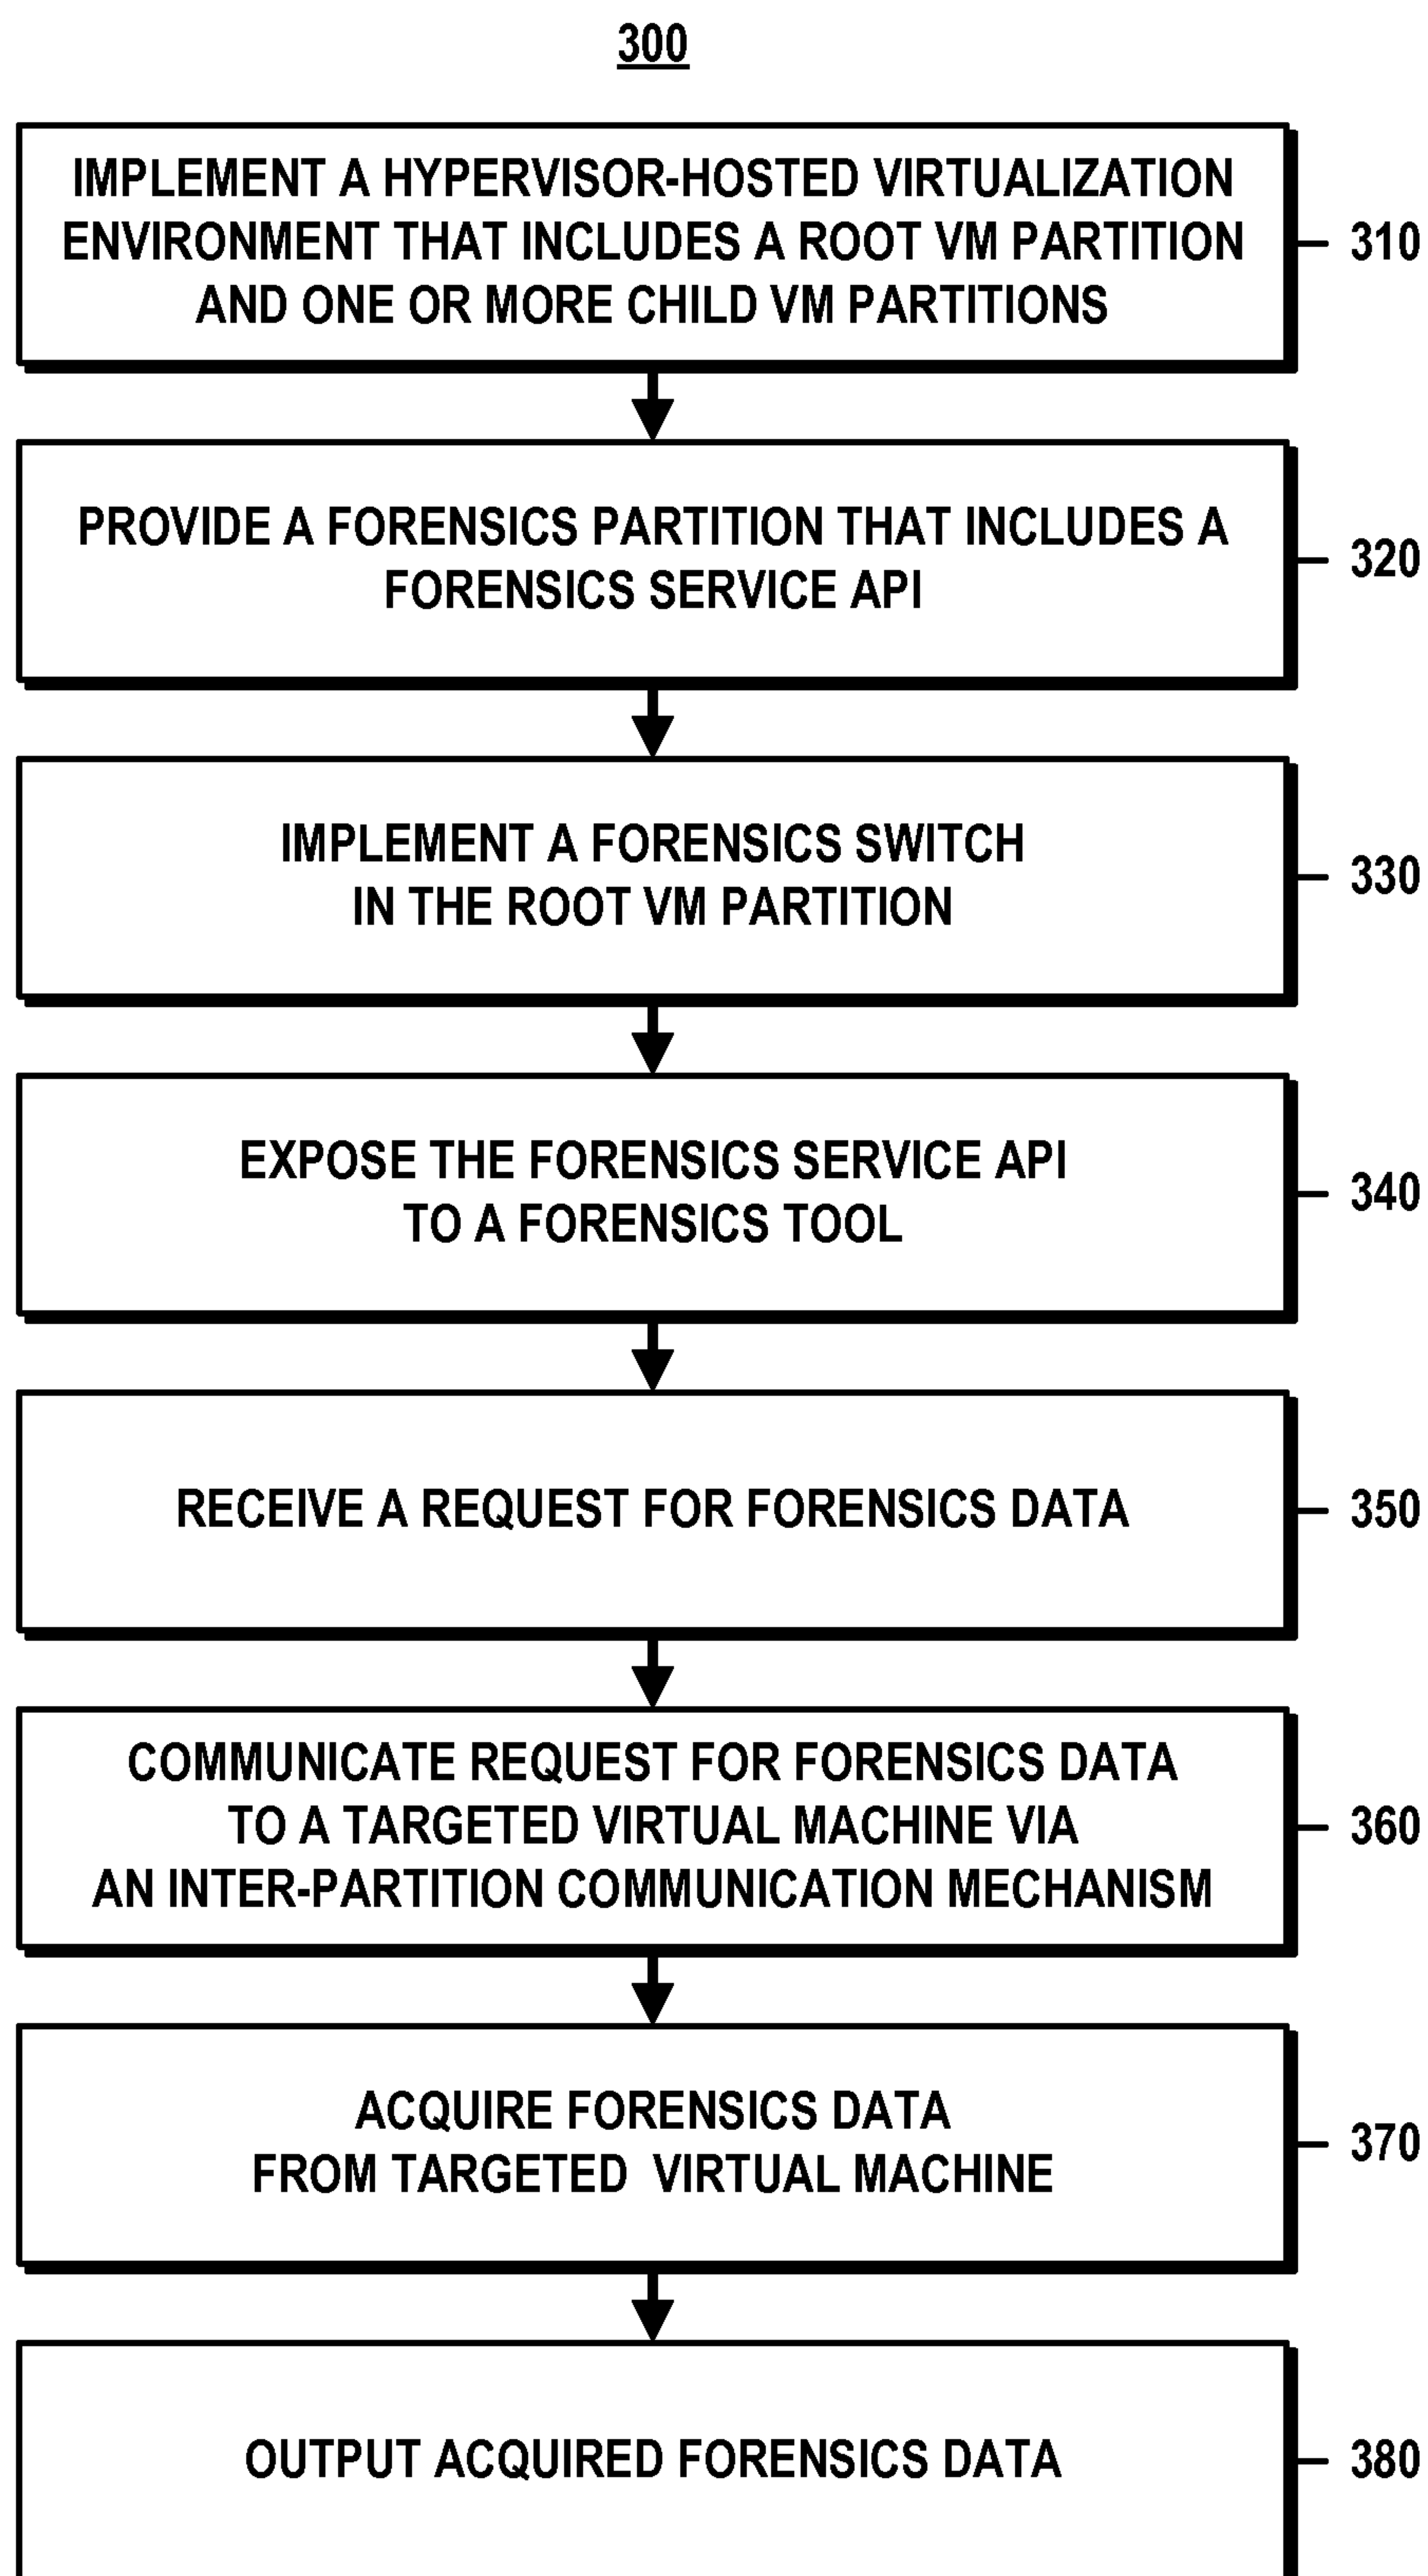 300
IMPLEMENT A HYPERVISOR-HOSTED VIRTUALIZATION
ENVIRONMENT THAT INCLUDES A ROOT VM PARTITION
AND ONE OR MORE CHILD VM PARTITIONS
310
PROVIDE A FORENSICS PARTITION THAT INCLUDES A
FORENSICS SERVICE API
320
IMPLEMENT A FORENSICS SWITCH
IN THE ROOT VM PARTITION
330
EXPOSE THE FORENSICS SERVICE API
TO A FORENSICS TOOL
340
RECEIVE A REQUEST FOR FORENSICS DATA
350
COMMUNICATE REQUEST FOR FORENSICS DATA
TO A TARGETED VIRTUAL MACHINE VIA
AN INTER-PARTITION COMMUNICATION MECHANISM
360
ACQUIRE FORENSICS DATA
FROM TARGETED VIRTUAL MACHINE
370
OUTPUT ACQUIRED FORENSICS DATA
380